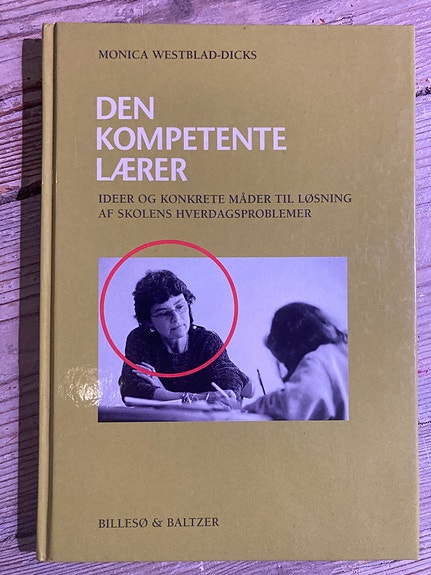 MONICA WESTBLAD-DICKS
DEN
KOMPETENTE
LÆRER
IDEER OG KONKRETE MÅDER TIL LØSNING
AF SKOLENS HVERDAGSPROBLEMER
BILLESØ & BALTZER